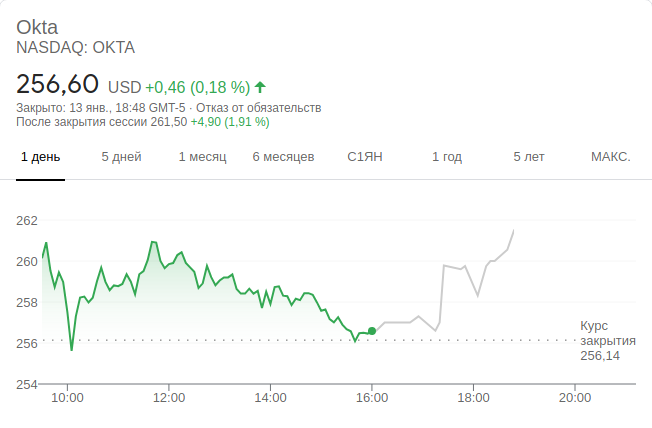 Okta
NASDAQ: OKTA
256,60 USD +0,46 (0,18 %)
Закрыто: 13 янв., 18:48 GMT-5 · Отказ от обязательств
После закрытия сессии 261,50 +4,90 (1,91 %)
1 день 5 дней 1 месяц 6 месяцев С1ЯН 1 год 5 лет МАКС.
262
260
258
256
254
Курс
закрытия
256,14
10:00 12:00 14:00 16:00 18:00 20:00